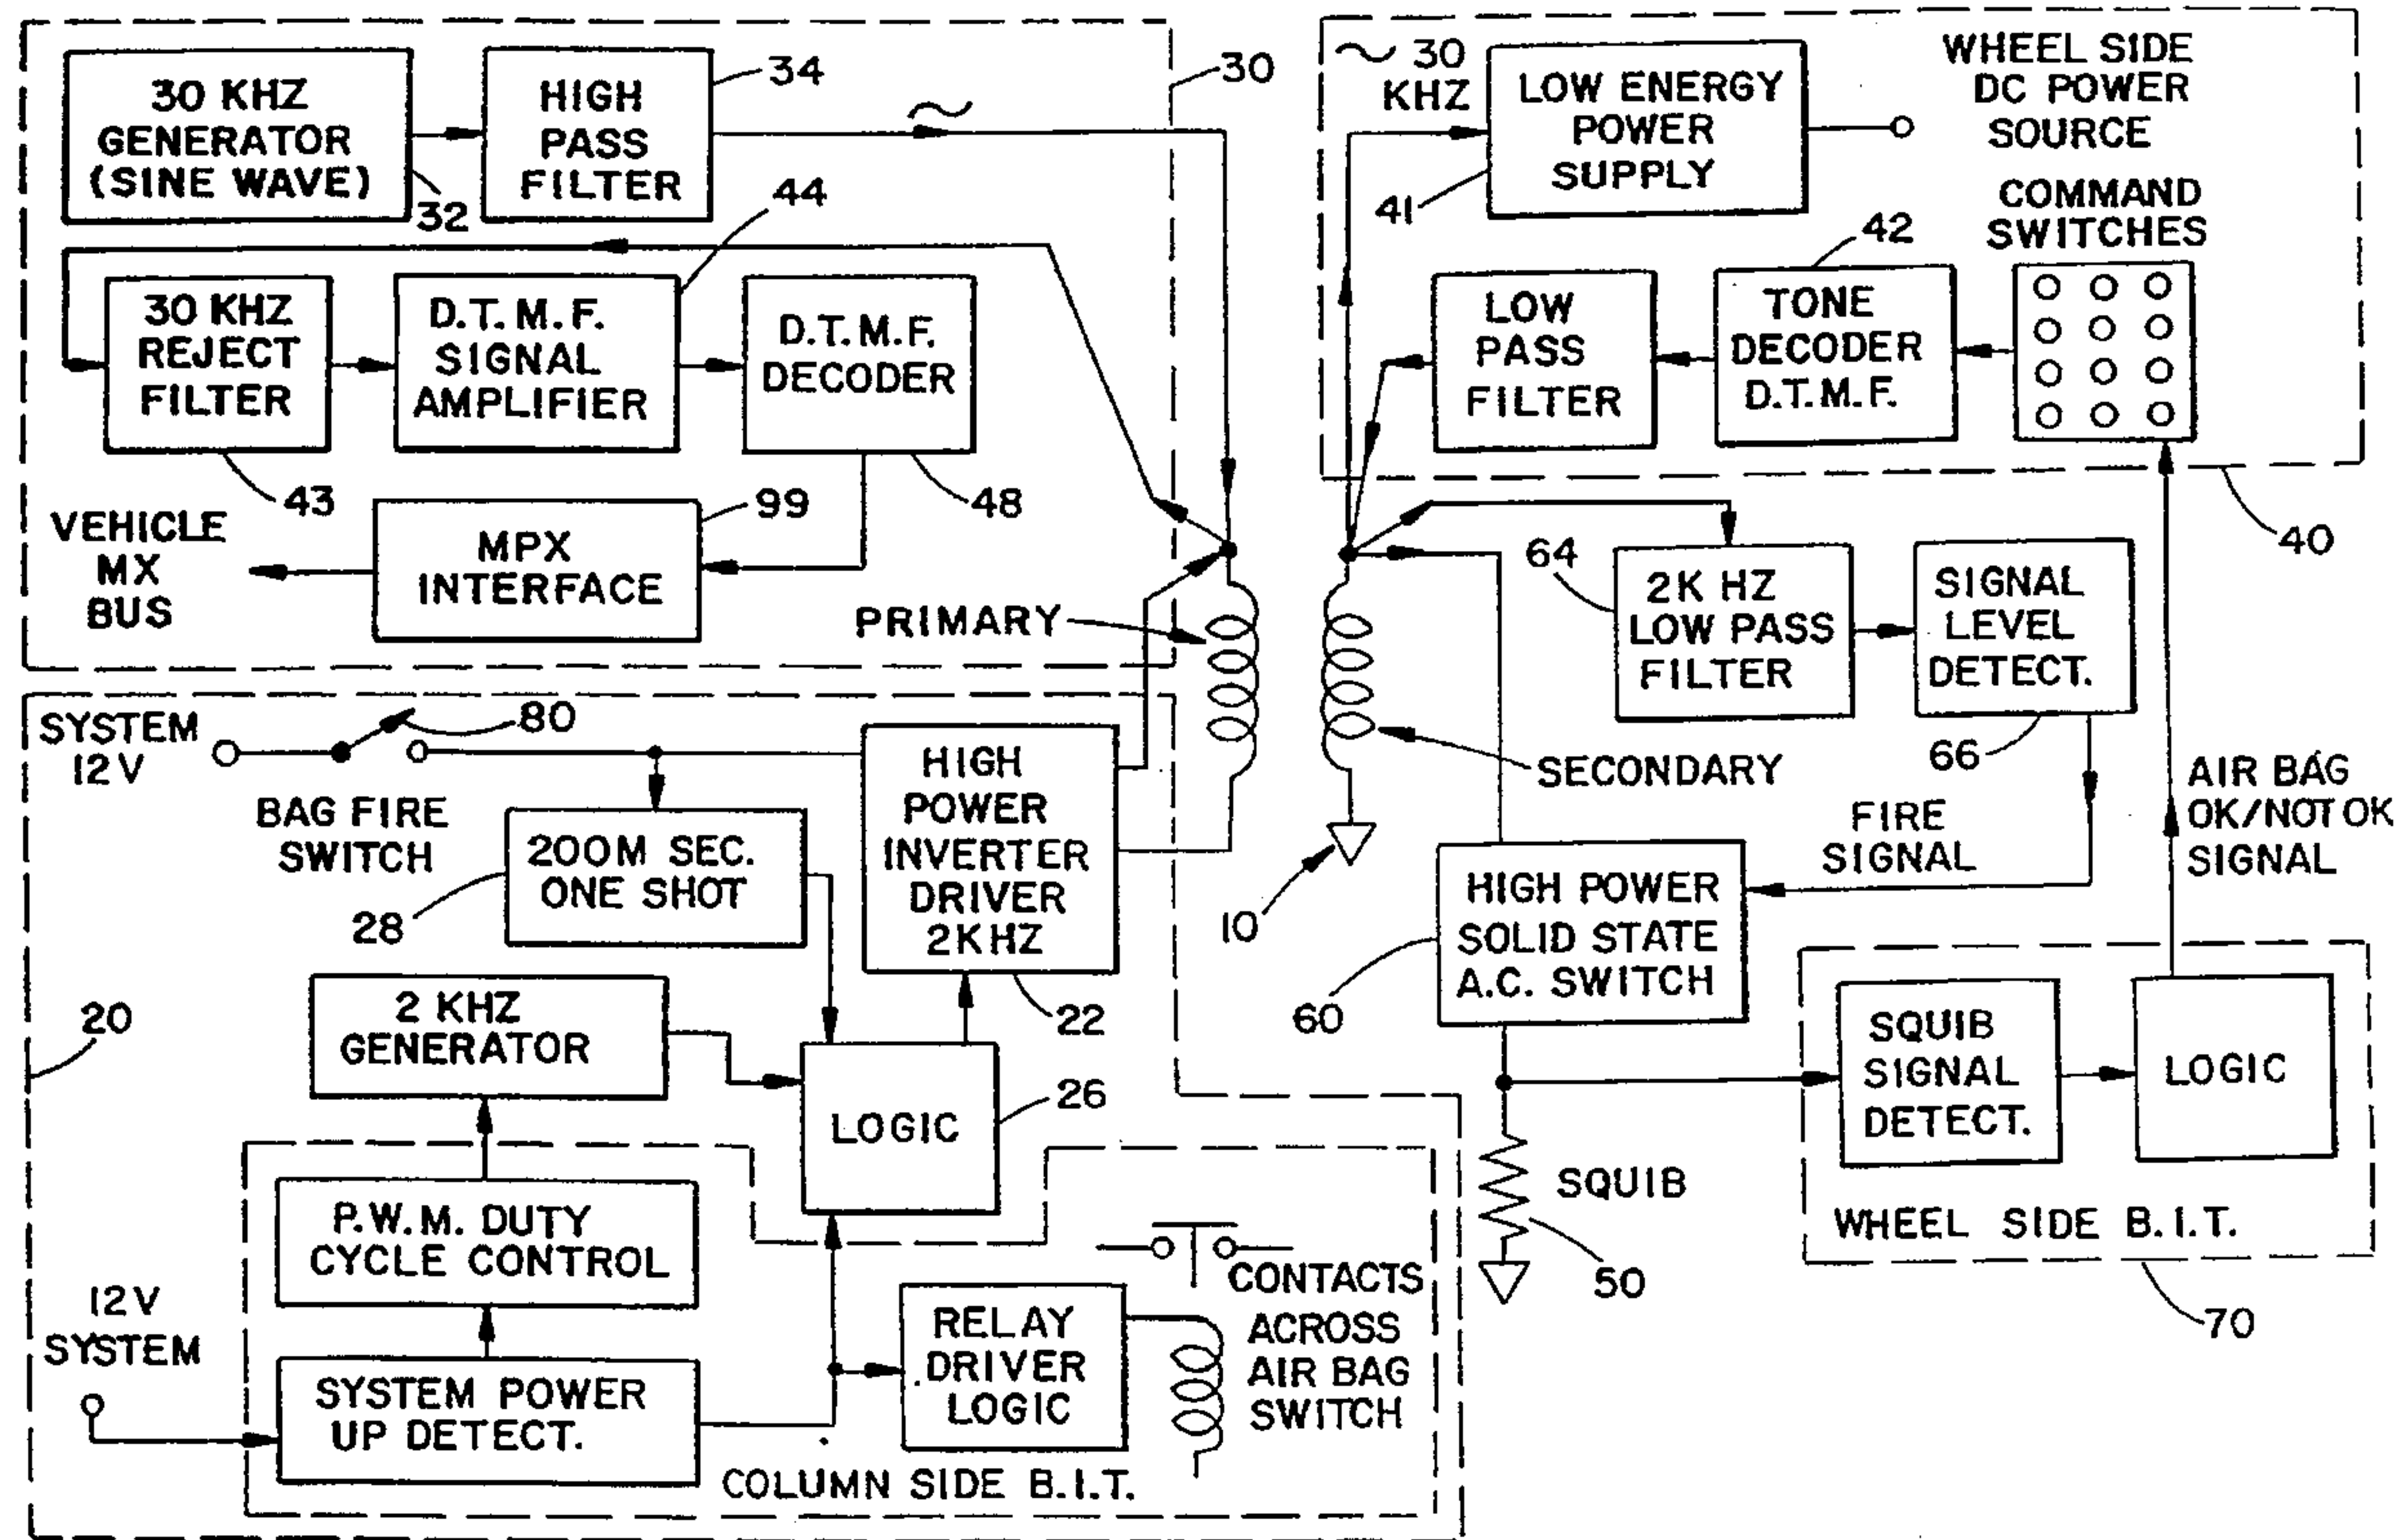 30 KHZ
GENERATOR
(SINE WAVE)
32
HIGH
PASS
FILTER
34
30
44
30 KHZ
REJECT
FILTER
43
D.T.M.F.
SIGNAL
AMPLIFIER
D.T.M.F.
DECODER
48
MPX
INTERFACE
99
VEHICLE
MX
BUS
PRIMARY
~ 30
KHZ
LOW ENERGY
POWER
SUPPLY
41
WHEEL SIDE
DC POWER
SOURCE
COMMAND
SWITCHES
42
LOW
PASS
FILTER
TONE
DECODER
D.T.M.F.
40
64
2K HZ
LOW PASS
FILTER
SIGNAL
LEVEL
DETECT.
66
SECONDARY
10
FIRE
SIGNAL
AIR BAG
OK/NOT OK
SIGNAL
HIGH POWER
SOLID STATE
A.C. SWITCH
60
SQUIB
50
SQUIB
SIGNAL
DETECT.
LOGIC
WHEEL SIDE B.I.T.
70
SYSTEM
12V
80
BAG FIRE
SWITCH
200M SEC.
ONE SHOT
28
HIGH
POWER
INVERTER
DRIVER
2KHZ
22
20
2 KHZ
GENERATOR
LOGIC
26
P.W.M. DUTY
CYCLE CONTROL
12V
SYSTEM
SYSTEM POWER
UP DETECT.
RELAY
DRIVER
LOGIC
CONTACTS
ACROSS
AIR BAG
SWITCH
COLUMN SIDE B.I.T.